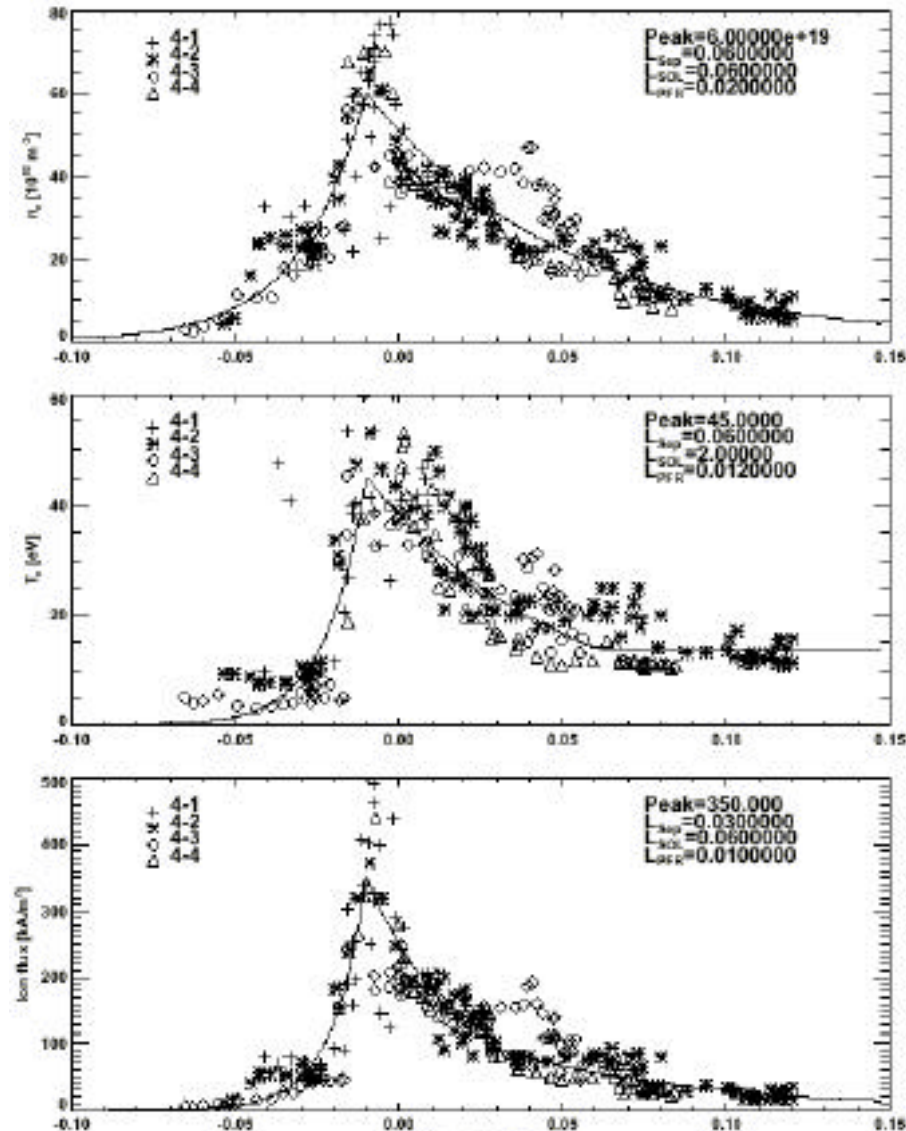 80
60
40
20
0
nₑ [10¹⁸ m⁻³]
+ 4-1
4-2
4-3
4-4
Peak=6.00000e+19
L_Sep=0.0600000
L_SOL=0.0600000
L_PFR=0.0200000
-0.10 -0.05 0.00 0.05 0.10 0.15
60
40
20
0
Tₑ [eV]
+ 4-1
4-2
4-3
4-4
Peak=45.0000
L_Sep=0.0600000
L_SOL=2.00000
L_PFR=0.0120000
-0.10 -0.05 0.00 0.05 0.10 0.15
500
400
300
200
100
0
Ion flux [kA/m²]
+ 4-1
4-2
4-3
4-4
Peak=350.000
L_Sep=0.0300000
L_SOL=0.0600000
L_PFR=0.0100000
-0.10 -0.05 0.00 0.05 0.10 0.15